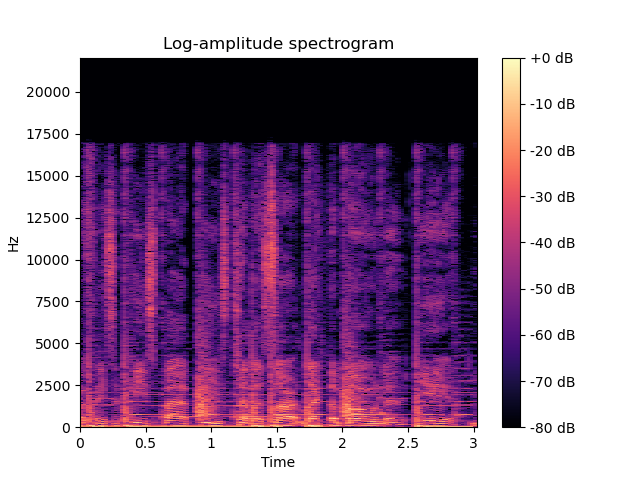 Log-amplitude spectrogram
Hz
20000
17500
15000
12500
10000
7500
5000
2500
0
0 0.5 1 1.5 2 2.5 3
Time
+0 dB
-10 dB
-20 dB
-30 dB
-40 dB
-50 dB
-60 dB
-70 dB
-80 dB